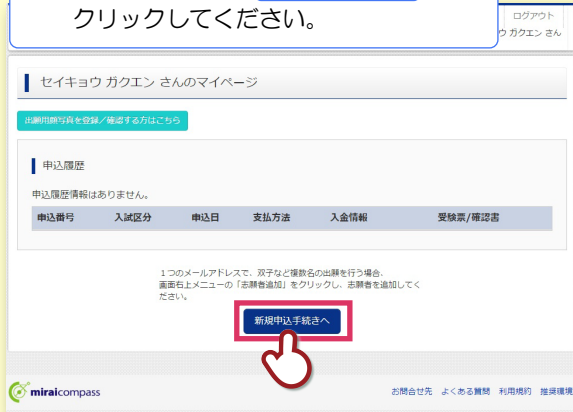 クリックしてください。
ログアウト
ウ ガクエン さん
セイキョウ ガクエン さんのマイページ
出願用顔写真を登録／確認する方はこちら
申込履歴
申込履歴情報はありません。
申込番号 入試区分 申込日 支払方法 入金情報 受験票/確認書
１つのメールアドレスで、双子など複数名の出願を行う場合、
画面右上メニューの「志願者追加」をクリックし、志願者を追加してく
ださい。
新規申込手続きへ
miraicompass
お問合せ先 よくある質問 利用規約 推奨環境